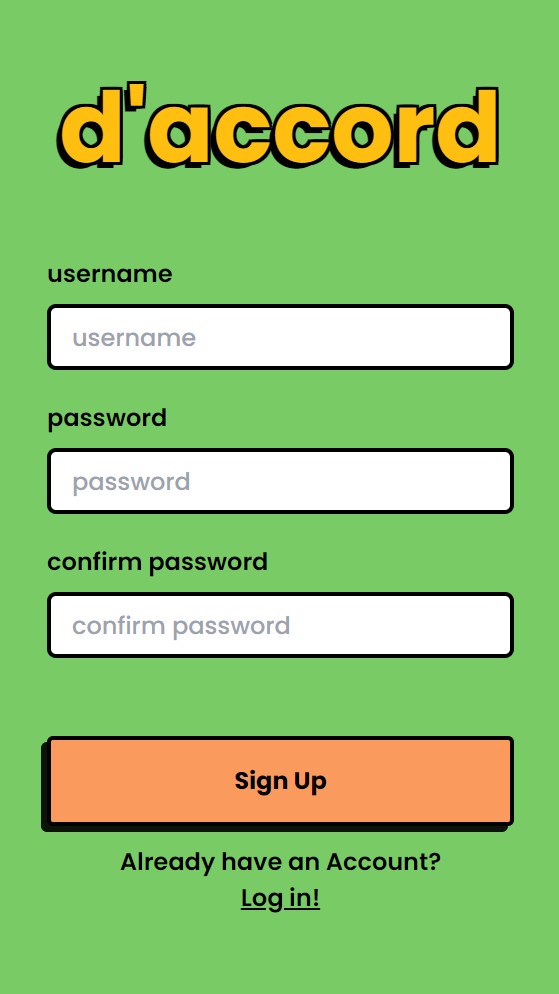 d'accord
username
username
password
password
confirm password
confirm password
Sign Up
Already have an Account?
Log in!